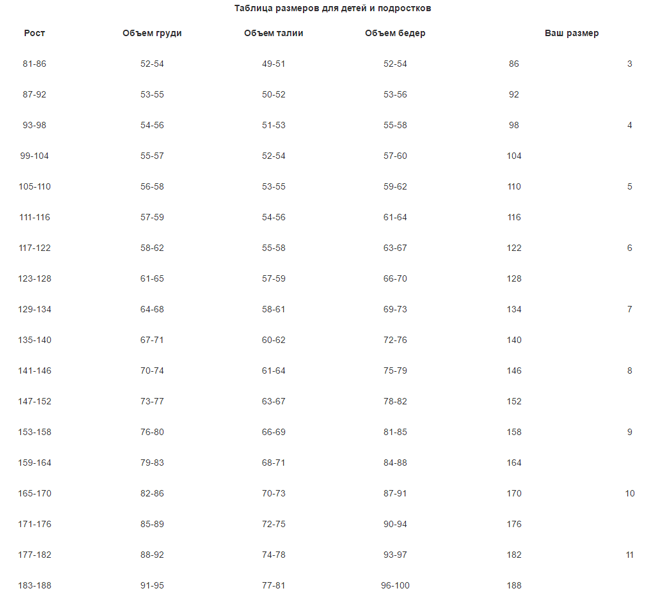 Таблица размеров для детей и подростков
Рост Объем груди Объем талии Объем бедер Ваш размер
81-86 52-54 49-51 52-54 86 3
87-92 53-55 50-52 53-56 92
93-98 54-56 51-53 55-58 98 4
99-104 55-57 52-54 57-60 104
105-110 56-58 53-55 59-62 110 5
111-116 57-59 54-56 61-64 116
117-122 58-62 55-58 63-67 122 6
123-128 61-65 57-59 66-70 128
129-134 64-68 58-61 69-73 134 7
135-140 67-71 60-62 72-76 140
141-146 70-74 61-64 75-79 146 8
147-152 73-77 63-67 78-82 152
153-158 76-80 66-69 81-85 158 9
159-164 79-83 68-71 84-88 164
165-170 82-86 70-73 87-91 170 10
171-176 85-89 72-75 90-94 176
177-182 88-92 74-78 93-97 182 11
183-188 91-95 77-81 96-100 188